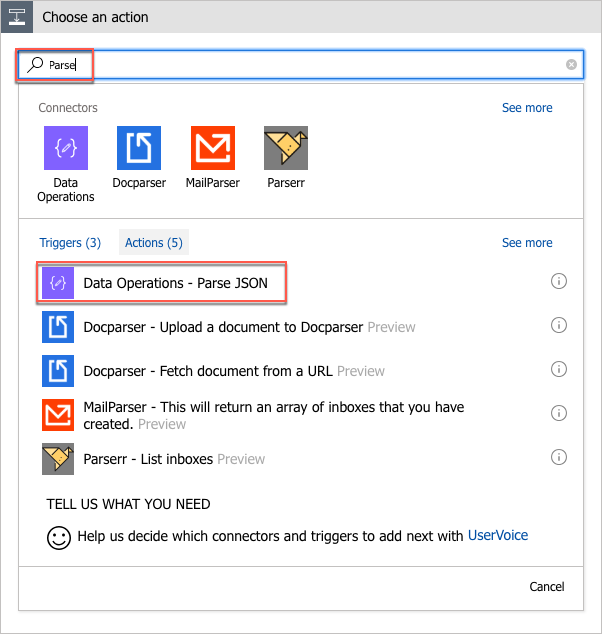 Choose an action
Parse
Connectors
See more
Data
Operations
Docparser
MailParser
Parserr
Triggers (3)
Actions (5)
See more
Data Operations - Parse JSON
Docparser - Upload a document to Docparser Preview
Docparser - Fetch document from a URL Preview
MailParser - This will return an array of inboxes that you have
created. Preview
Parserr - List inboxes Preview
TELL US WHAT YOU NEED
Help us decide which connectors and triggers to add next with UserVoice
Cancel